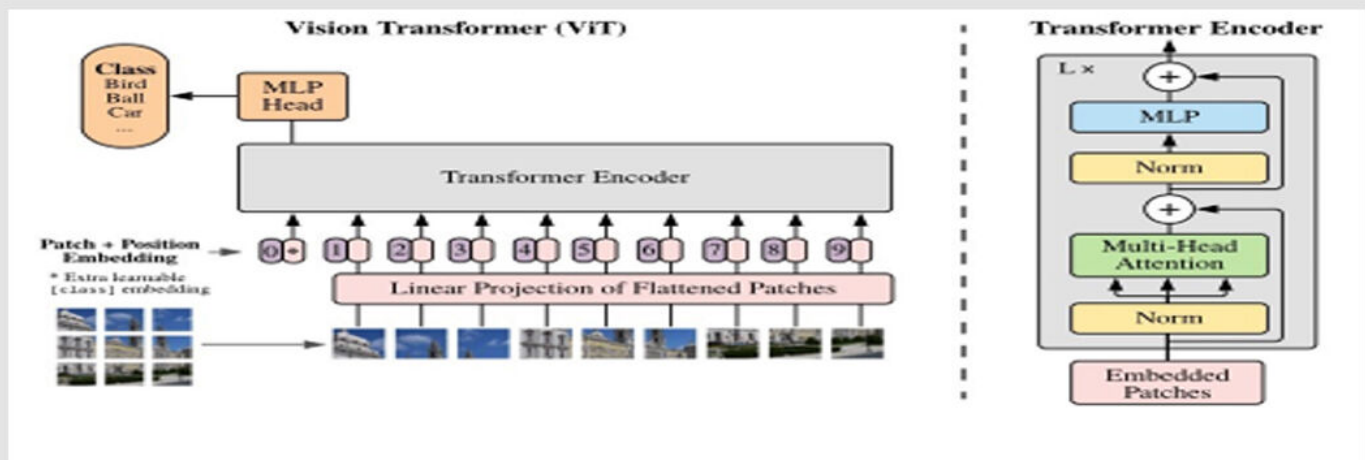 Vision Transformer (ViT)
Class
Bird
Ball
Car
...
MLP
Head
Transformer Encoder
Patch + Position
Embedding
* Extra learnable
[class] embedding
0 *
1
2
3
4
5
6
7
8
9
Linear Projection of Flattened Patches
Transformer Encoder
L ×
+
MLP
Norm
+
Multi-Head
Attention
Norm
Embedded
Patches